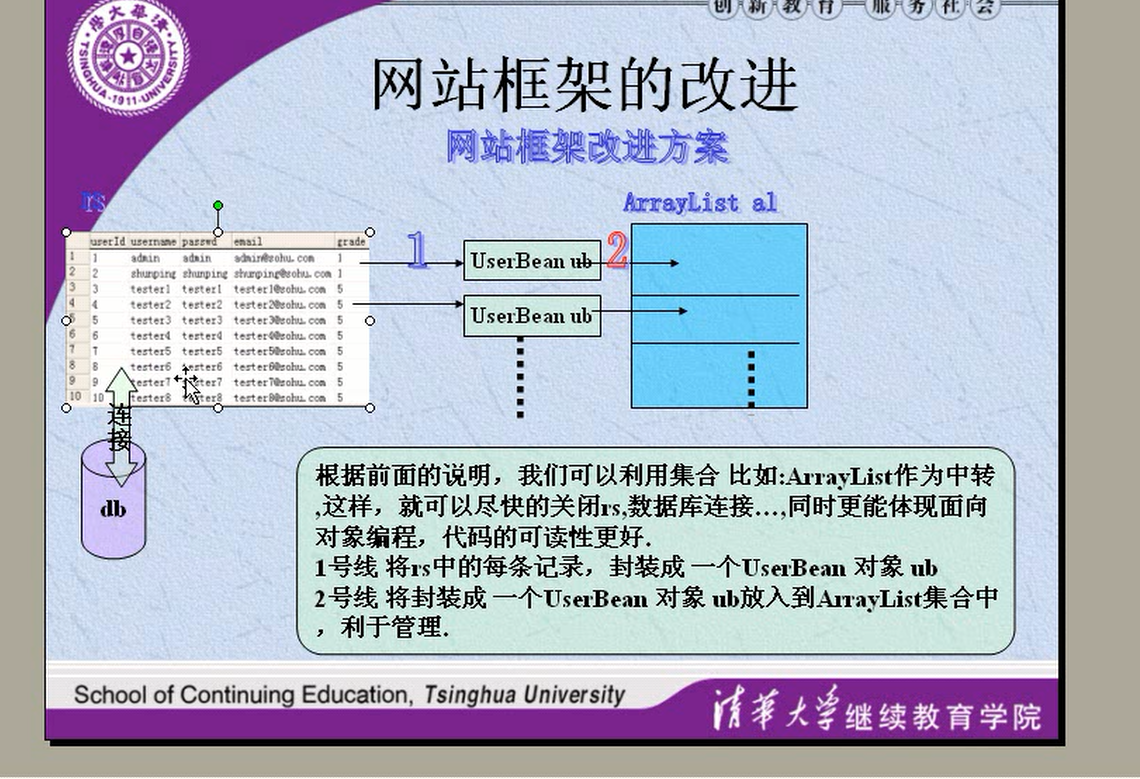 创新教育 服务社会
TSINGHUA UNIVERSITY
-1911-
网站框架的改进
网站框架改进方案
rs
ArrayList al
userId username passwd email grade
1 1 admin admin admin@sohu.com 1
2 2 shunping shunping shunping@sohu.com 1
3 3 tester1 tester1 tester1@sohu.com 5
4 4 tester2 tester2 tester2@sohu.com 5
5 5 tester3 tester3 tester3@sohu.com 5
6 6 tester4 tester4 tester4@sohu.com 5
7 7 tester5 tester5 tester5@sohu.com 5
8 8 tester6 tester6 tester6@sohu.com 5
9 9 tester7 tester7 tester7@sohu.com 5
10 10 tester8 tester8 tester8@sohu.com 5
1
2
UserBean ub
UserBean ub
连接
db
根据前面的说明，我们可以利用集合 比如:ArrayList作为中转
,这样，就可以尽快的关闭rs,数据库连接…,同时更能体现面向
对象编程，代码的可读性更好.
1号线 将rs中的每条记录，封装成 一个UserBean 对象 ub
2号线 将封装成 一个UserBean 对象 ub放入到ArrayList集合中
，利于管理.
School of Continuing Education, Tsinghua University
清华大学继续教育学院